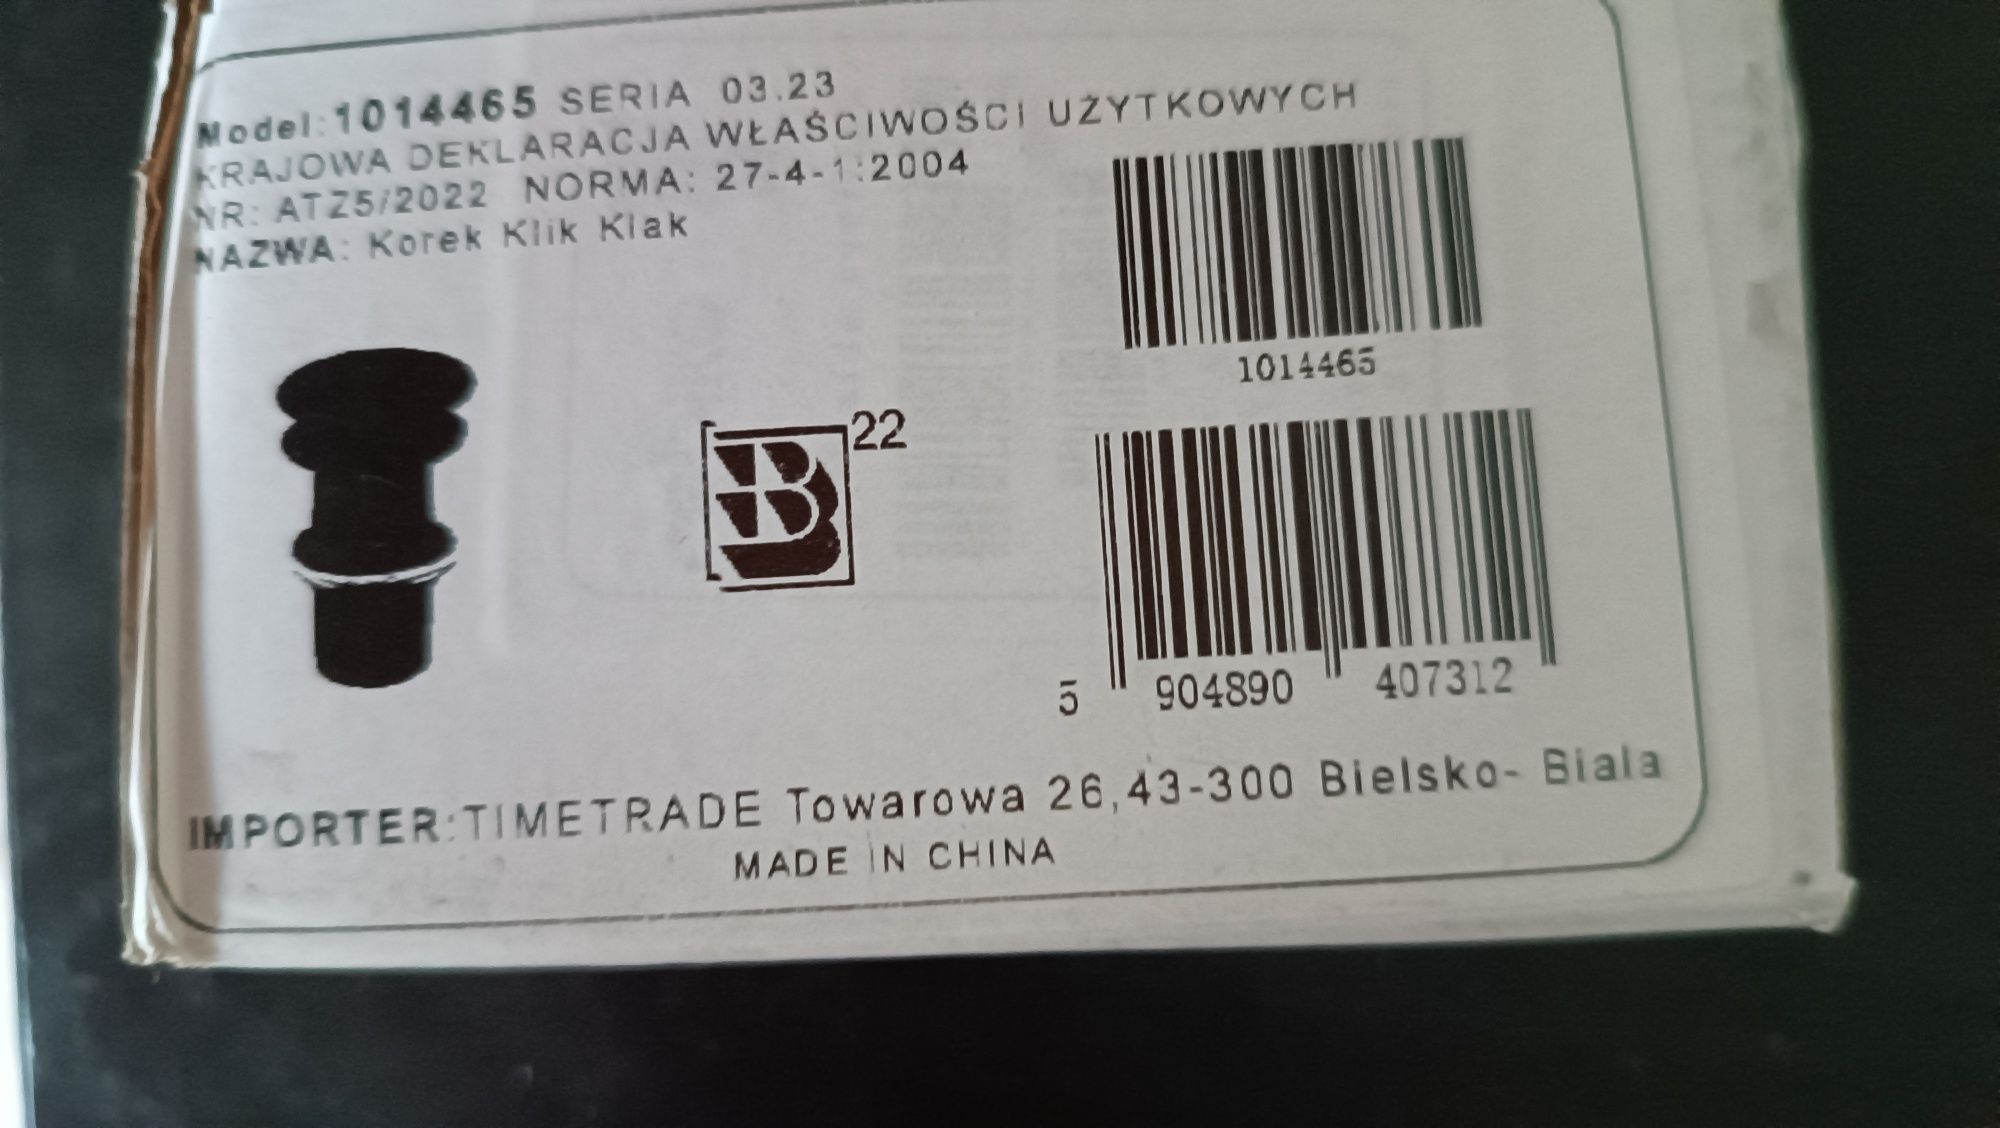 Model:1014465 SERIA 03.23
KRAJOWA DEKLARACJA WŁAŚCIWOŚCI UŻYTKOWYCH
NR: ATZ5/2022 NORMA: 27-4-1:2004
NAZWA: Korek Klik Klak
1014465
B 22
5 904890 407312
IMPORTER:TIMETRADE Towarowa 26,43-300 Bielsko- Biala
MADE IN CHINA